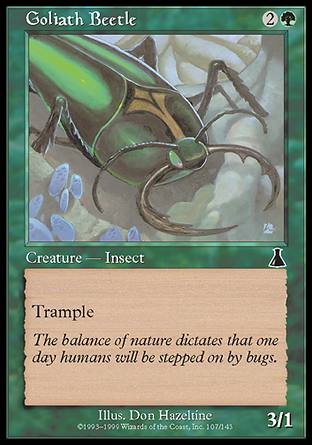 Goliath Beetle 2
Creature — Insect
Trample
The balance of nature dictates that one
day humans will be stepped on by bugs.
Illus. Don Hazeltine
©1993-1999 Wizards of the Coast, Inc. 107/143
3/1